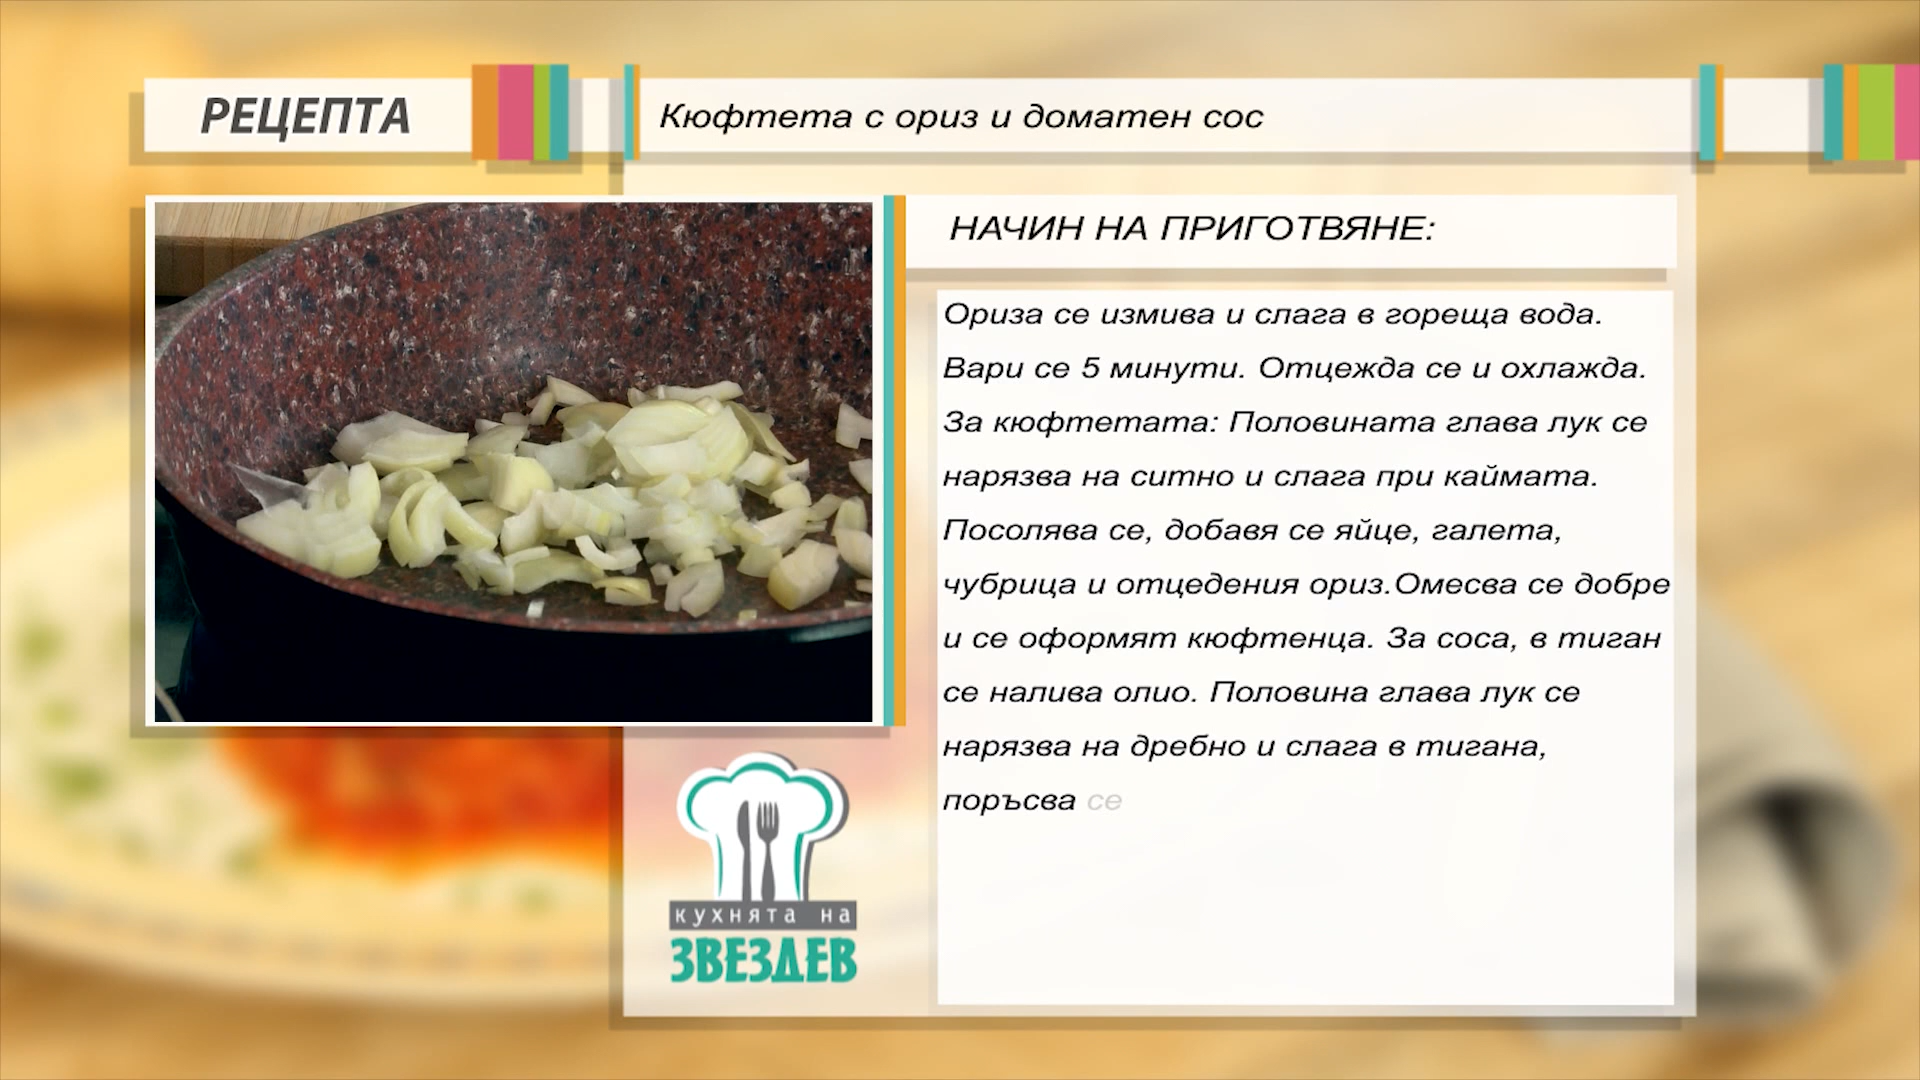 РЕЦЕПТА
Кюфтета с ориз и доматен сос
НАЧИН НА ПРИГОТВЯНЕ:
Ориза се измива и слага в гореща вода.
Вари се 5 минути. Отцежда се и охлажда.
За кюфтетата: Половината глава лук се
нарязва на ситно и слага при каймата.
Посолява се, добавя се яйце, галета,
чубрица и отцедения ориз.Омесва се добре
и се оформят кюфтенца. За соса, в тиган
се налива олио. Половина глава лук се
нарязва на дребно и слага в тигана,
поръсва се
кухнята на
ЗВЕЗДЕВ